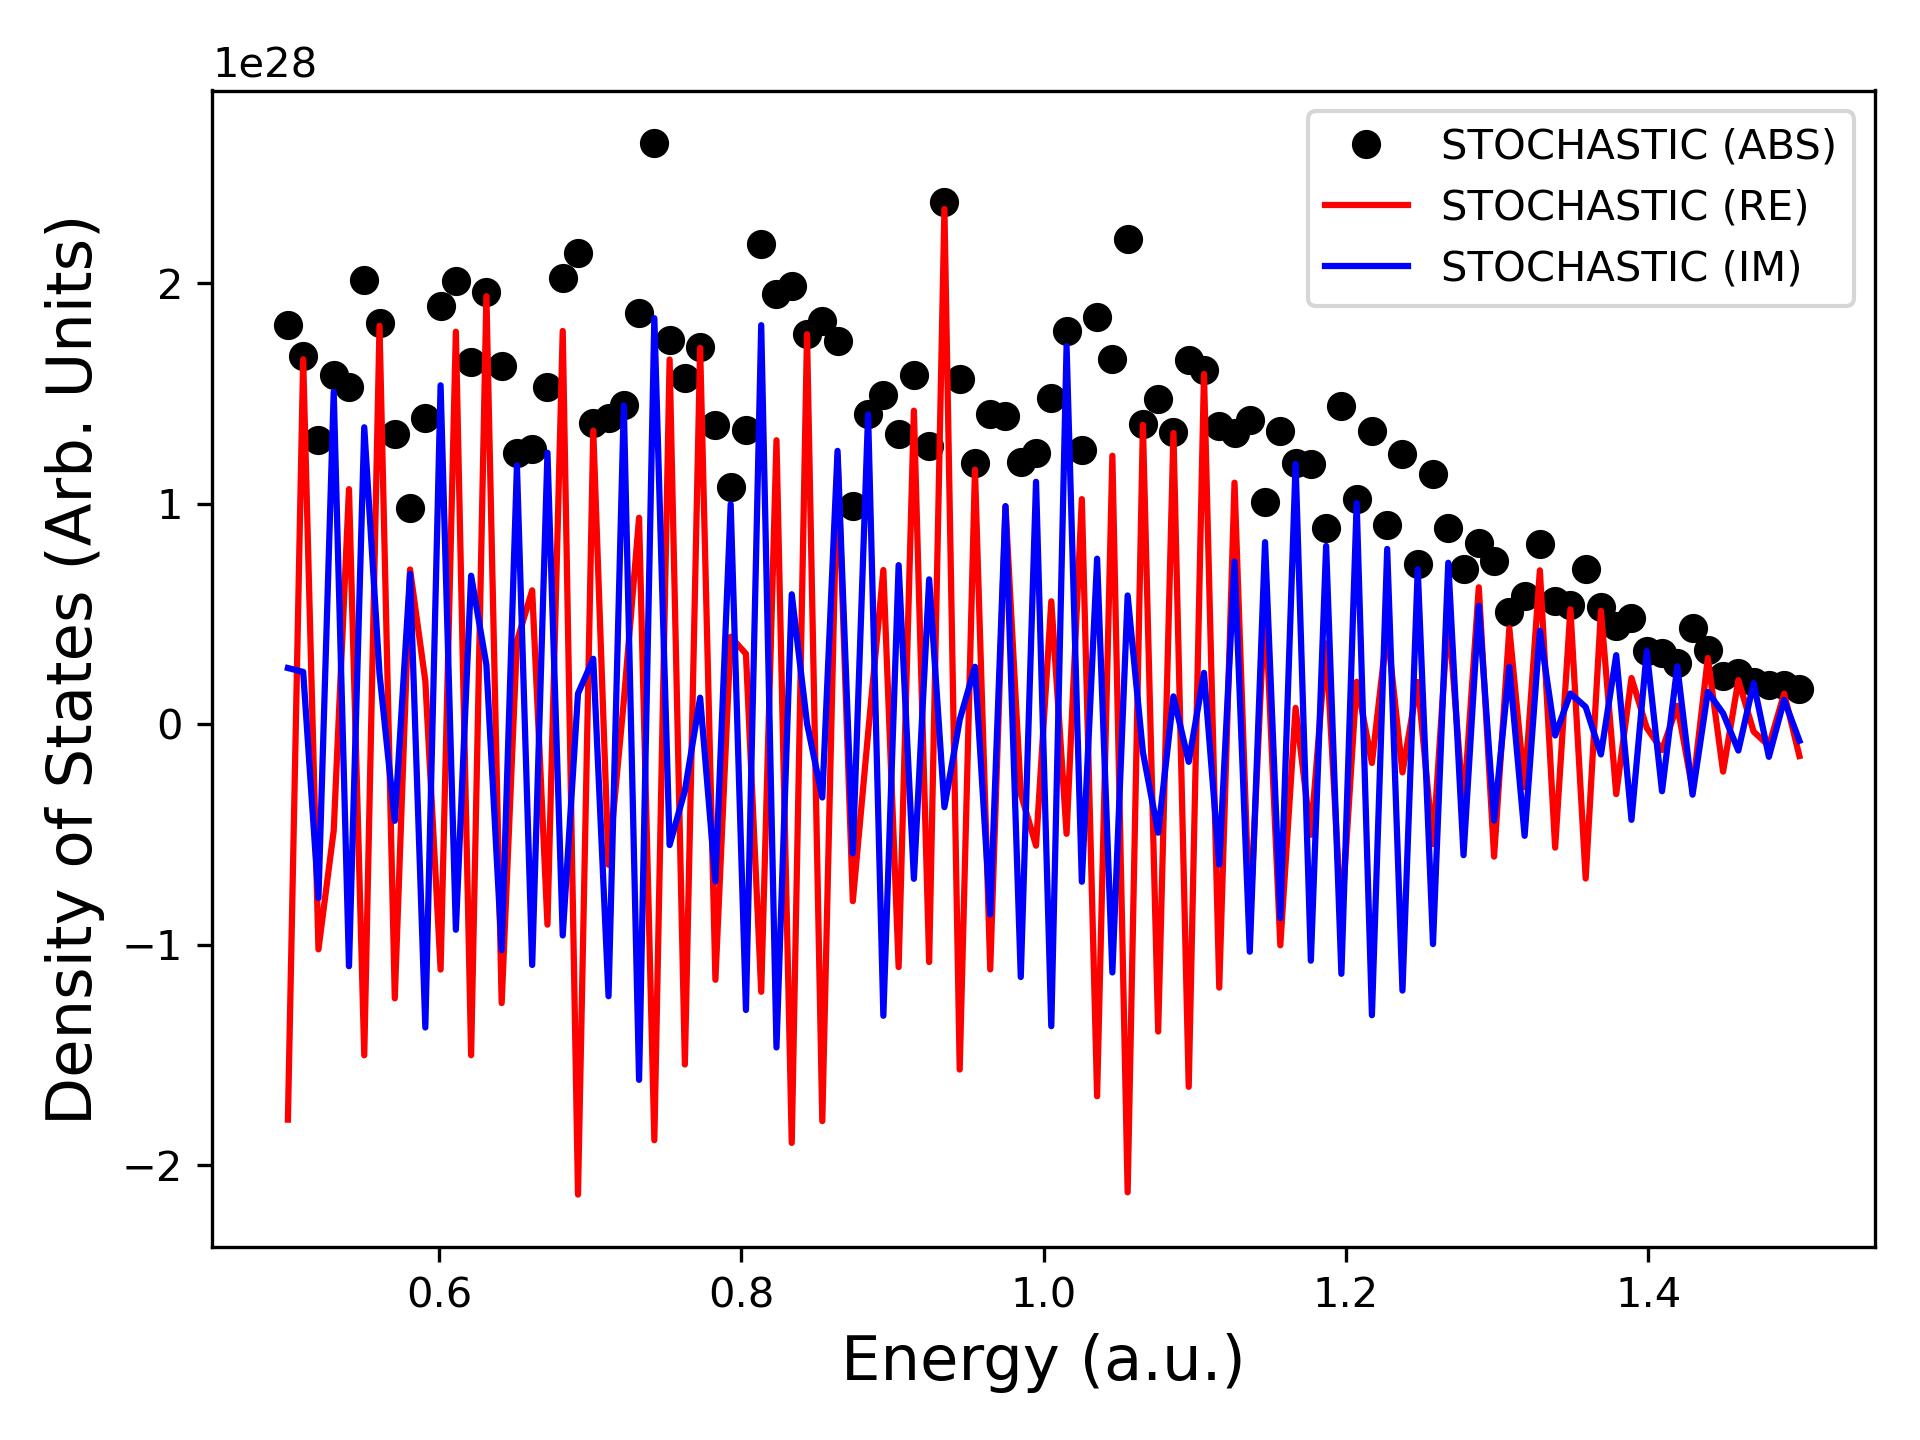 1e28
Density of States (Arb. Units)
2
1
0
−1
−2
STOCHASTIC (ABS)
STOCHASTIC (RE)
STOCHASTIC (IM)
0.6 0.8 1.0 1.2 1.4
Energy (a.u.)